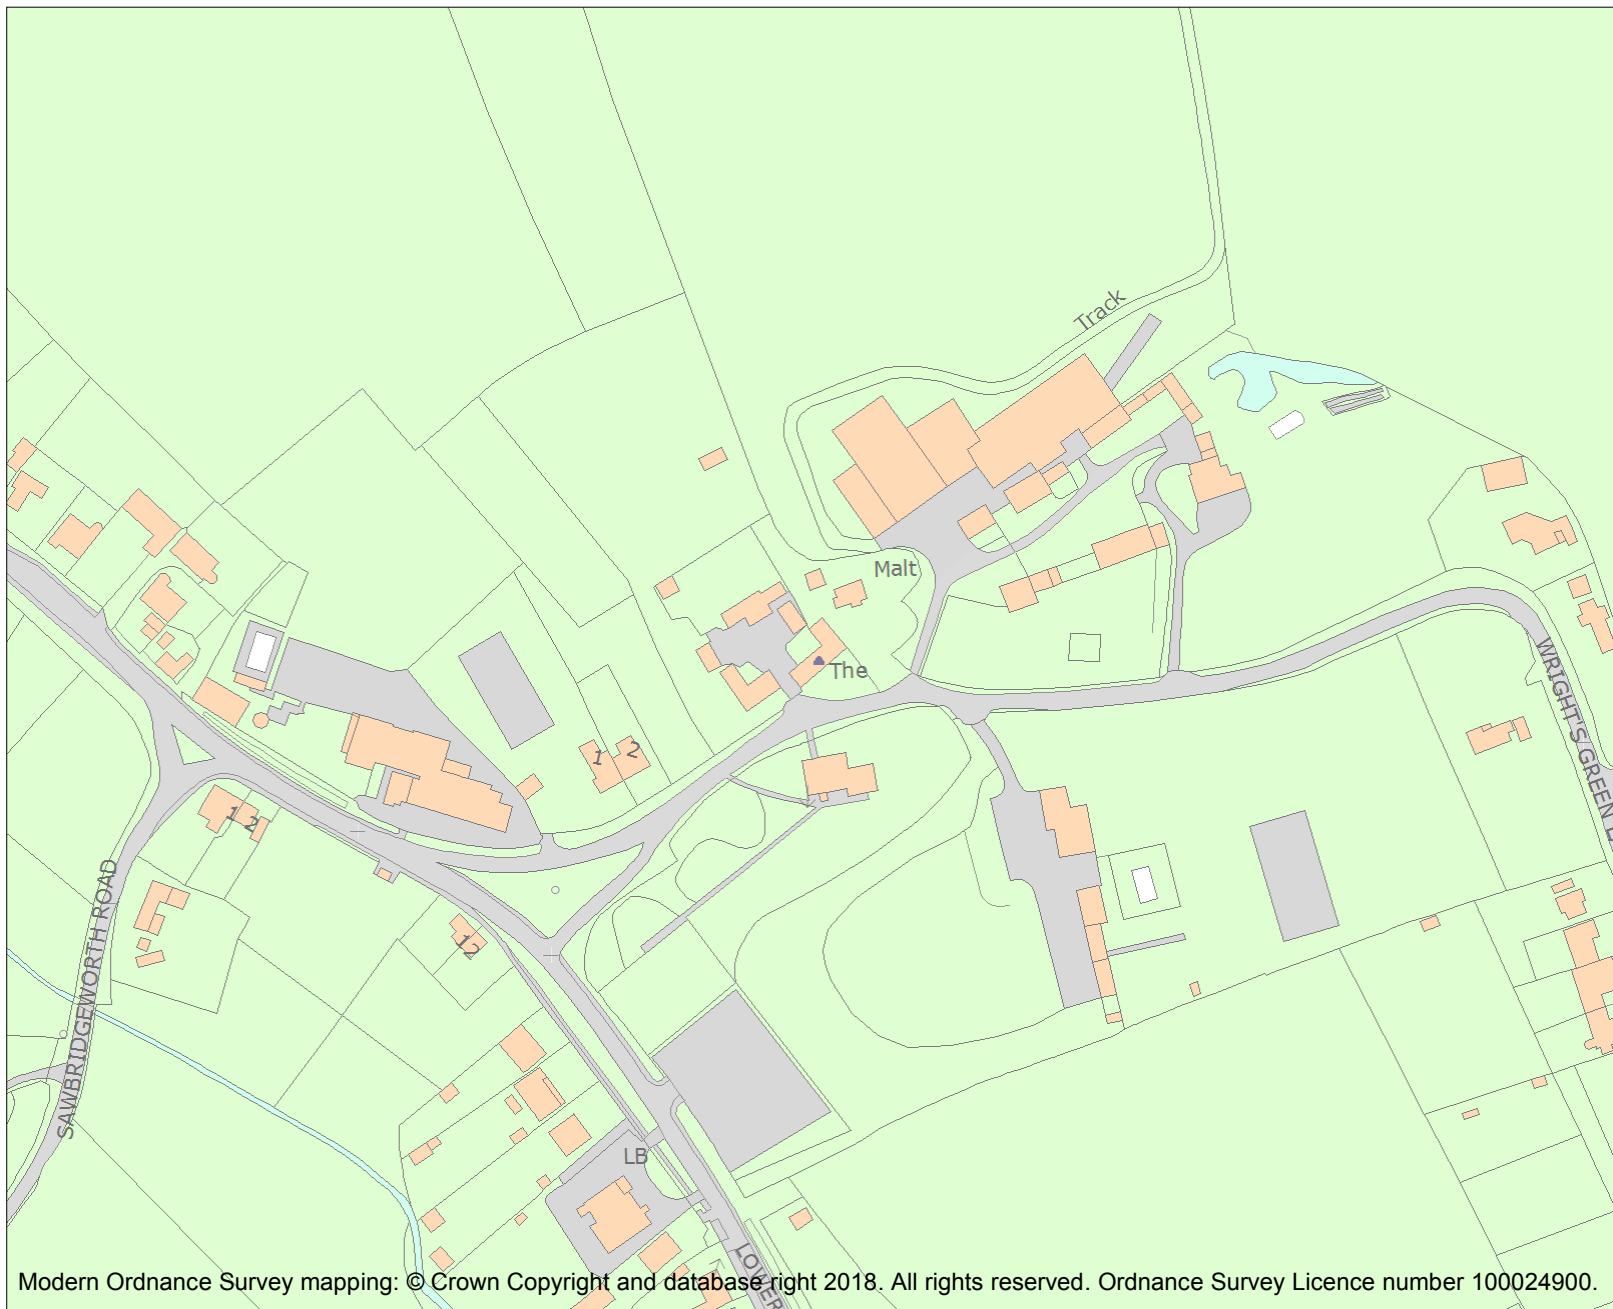 Track
Malt
The
1
2
1 2
WRIGHT'S GREEN L
SAWBRIDGEWORTH ROAD
12
LB
LOWER
Modern Ordnance Survey mapping: © Crown Copyright and database right 2018. All rights reserved. Ordnance Survey Licence number 100024900.